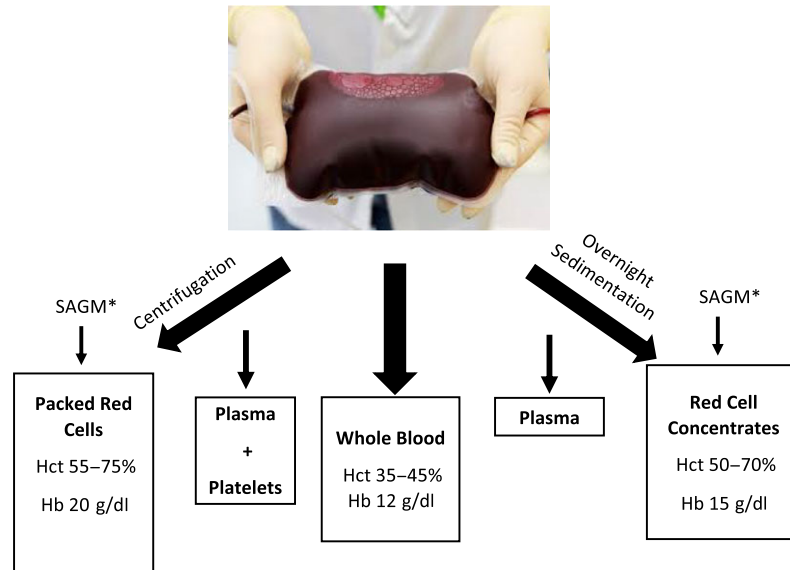 Centrifugation
Overnight
Sedimentation
SAGM*
SAGM*
Packed Red
Cells
Hct 55–75%
Hb 20 g/dl
Plasma
+
Platelets
Whole Blood
Hct 35–45%
Hb 12 g/dl
Plasma
Red Cell
Concentrates
Hct 50–70%
Hb 15 g/dl